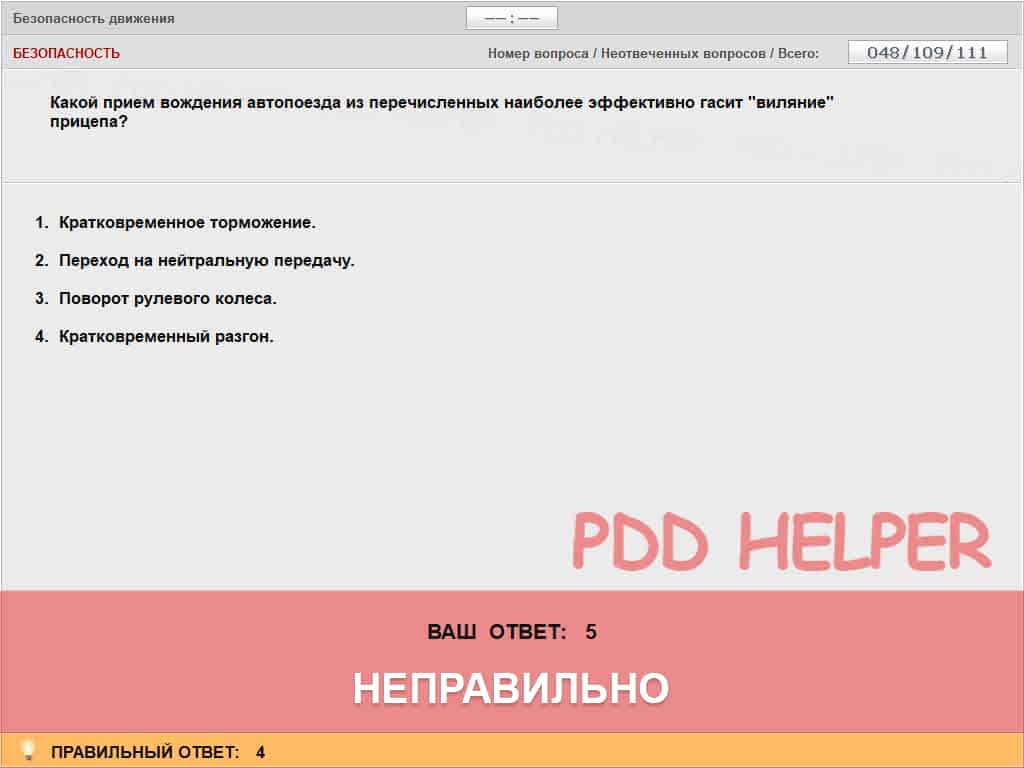 Безопасность движения
–– : ––
БЕЗОПАСНОСТЬ
Номер вопроса / Неотвеченных вопросов / Всего:
048/109/111
Какой прием вождения автопоезда из перечисленных наиболее эффективно гасит "виляние"
прицепа?
1. Кратковременное торможение.
2. Переход на нейтральную передачу.
3. Поворот рулевого колеса.
4. Кратковременный разгон.
PDD HELPER
ВАШ ОТВЕТ: 5
НЕПРАВИЛЬНО
ПРАВИЛЬНЫЙ ОТВЕТ: 4